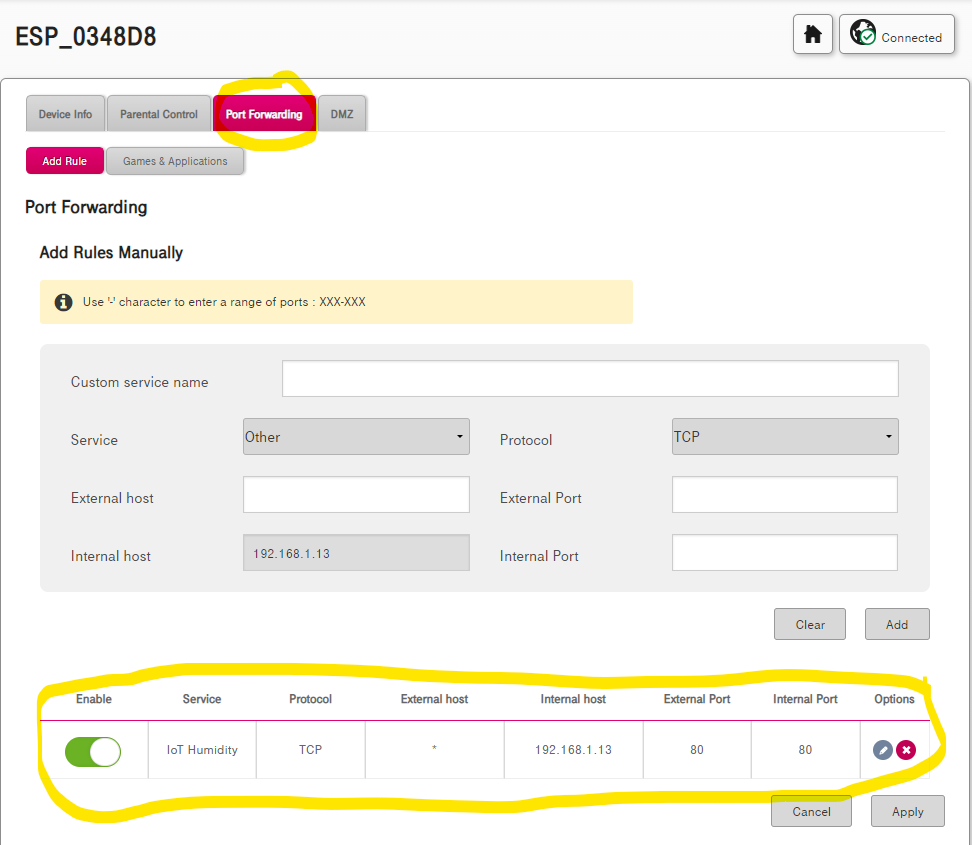 ESP_0348D8
Connected
Device Info Parental Control Port Forwarding DMZ
Add Rule Games & Applications
Port Forwarding
Add Rules Manually
Use '-' character to enter a range of ports : XXX-XXX
Custom service name
Service Other Protocol TCP
External host External Port
Internal host 192.168.1.13 Internal Port
Clear Add
Enable Service Protocol External host Internal host External Port Internal Port Options
IoT Humidity TCP * 192.168.1.13 80 80
Cancel Apply